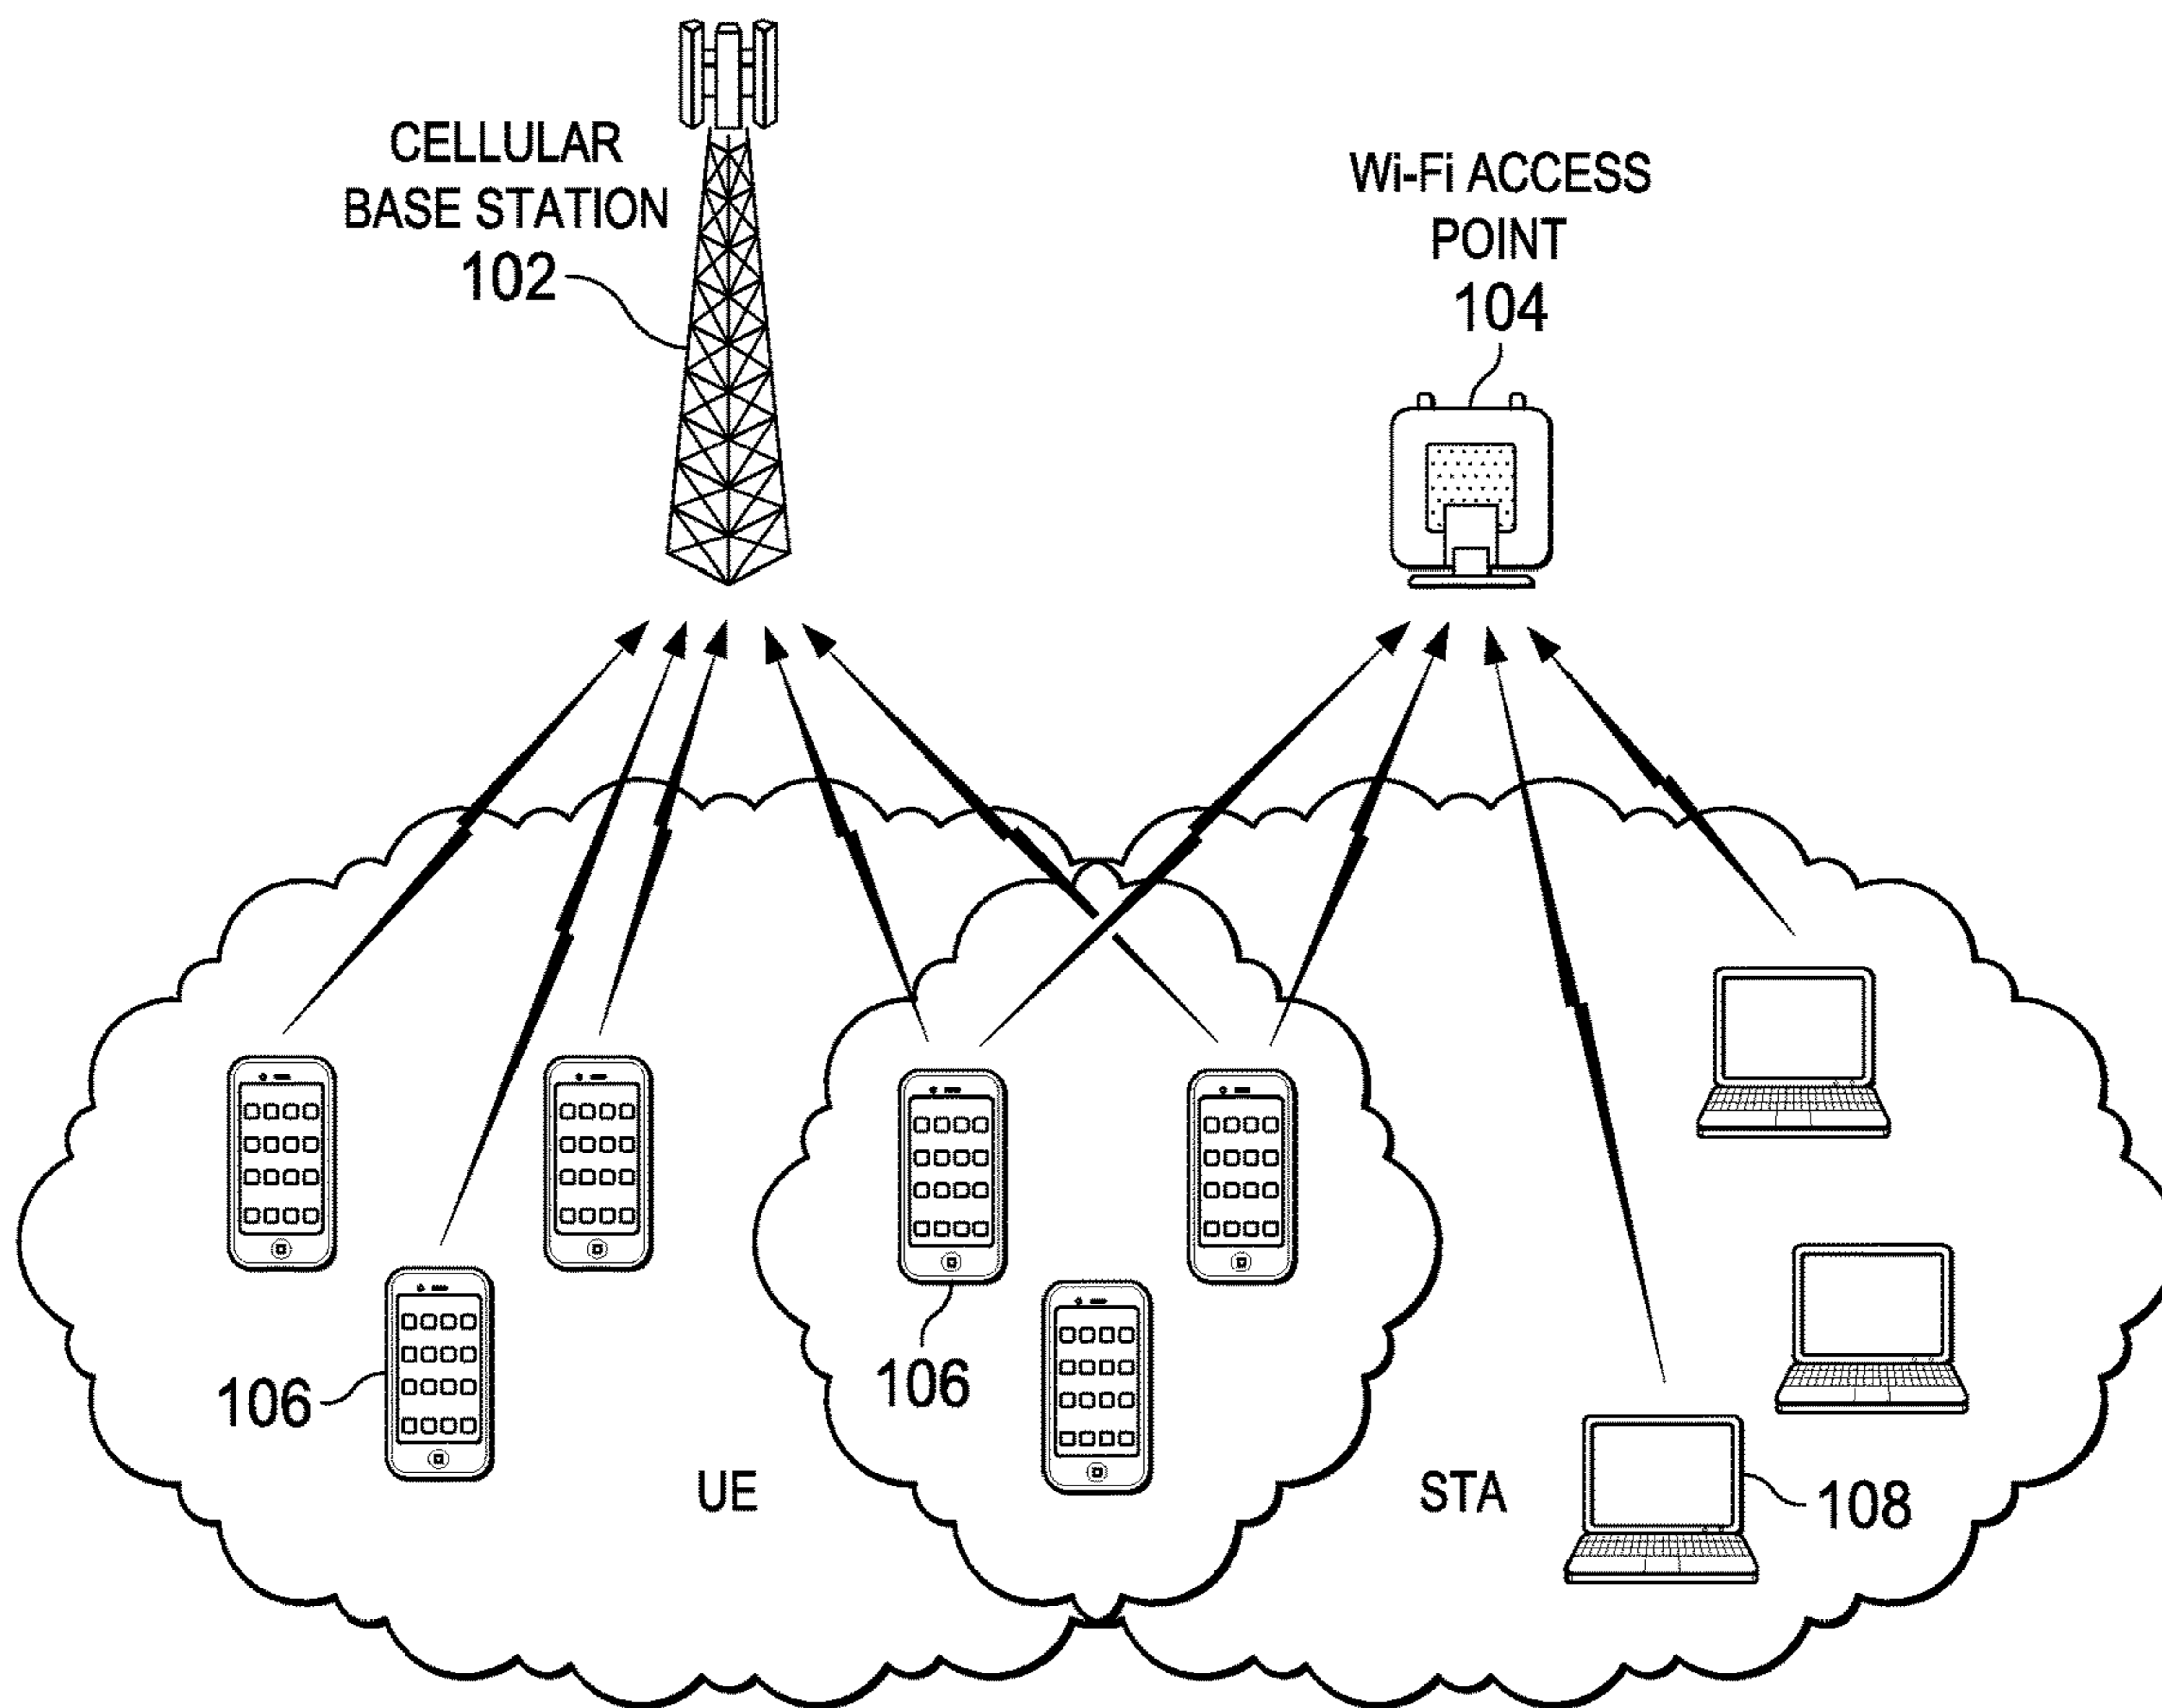 CELLULAR
BASE STATION
102
Wi-Fi ACCESS
POINT
104
106
106
UE
STA
108